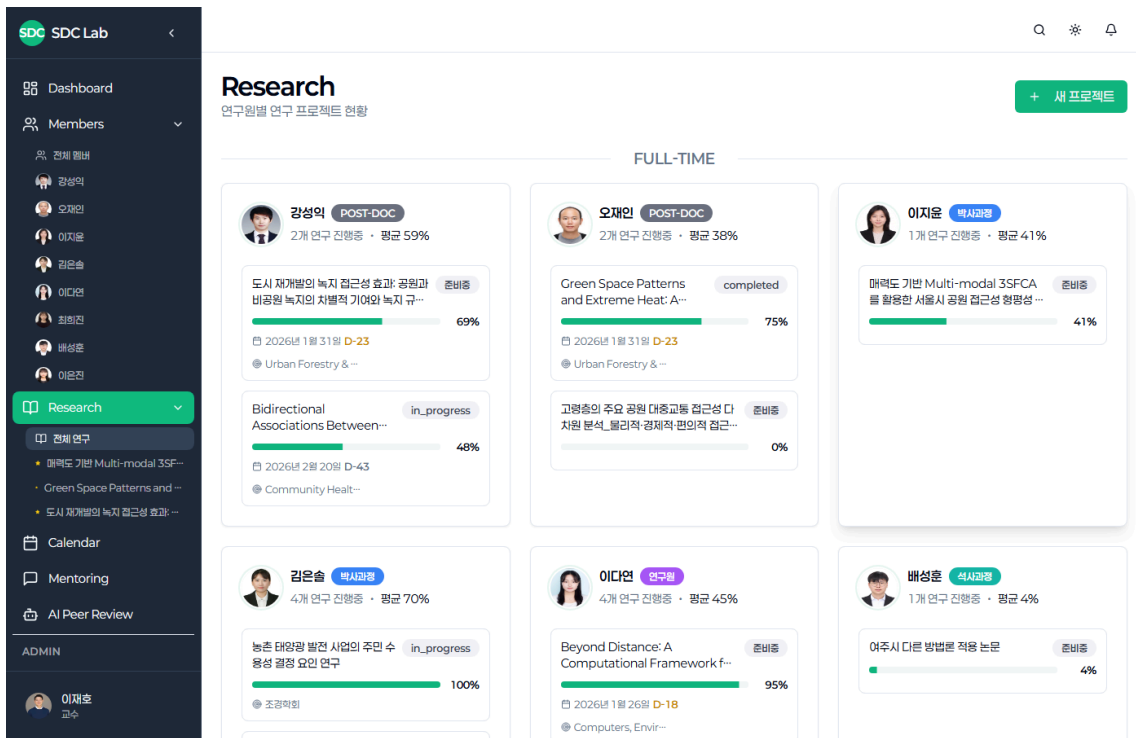 SDC SDC Lab
Dashboard
Members
전체 멤버
강성익
오재인
이지윤
김은솔
이다연
최희진
배성훈
이은진
Research
전체 연구
매력도 기반 Multi-modal 3SF···
Green Space Patterns and ···
도시 재개발의 녹지 접근성 효과: ···
Calendar
Mentoring
AI Peer Review
ADMIN
이재호
교수
Research
연구원별 연구 프로젝트 현황
+ 새 프로젝트
FULL-TIME
강성익 POST-DOC
2개 연구 진행중 • 평균 59%
도시 재개발의 녹지 접근성 효과: 공원과 준비중
비공원 녹지의 차별적 기여와 녹지 규···
69%
2026년 1월 31일 D-23
Urban Forestry & ···
Bidirectional in_progress
Associations Between···
48%
2026년 2월 20일 D-43
Community Healt···
오재인 POST-DOC
2개 연구 진행중 • 평균 38%
Green Space Patterns completed
and Extreme Heat: A···
75%
2026년 1월 31일 D-23
Urban Forestry & ···
고령층의 주요 공원 대중교통 접근성 다 준비중
차원 분석_물리적·경제적·편의적 접근···
0%
이지윤 박사과정
1개 연구 진행중 • 평균 41%
매력도 기반 Multi-modal 3SFCA 준비중
를 활용한 서울시 공원 접근성 형평성 ···
41%
김은솔 박사과정
4개 연구 진행중 • 평균 70%
농촌 태양광 발전 사업의 주민 수 in_progress
용성 결정 요인 연구
100%
조경학회
이다연 연구원
4개 연구 진행중 • 평균 45%
Beyond Distance: A 준비중
Computational Framework f···
95%
2026년 1월 26일 D-18
Computers, Envir···
배성훈 석사과정
1개 연구 진행중 • 평균 4%
여주시 다른 방법론 적용 논문 준비중
4%